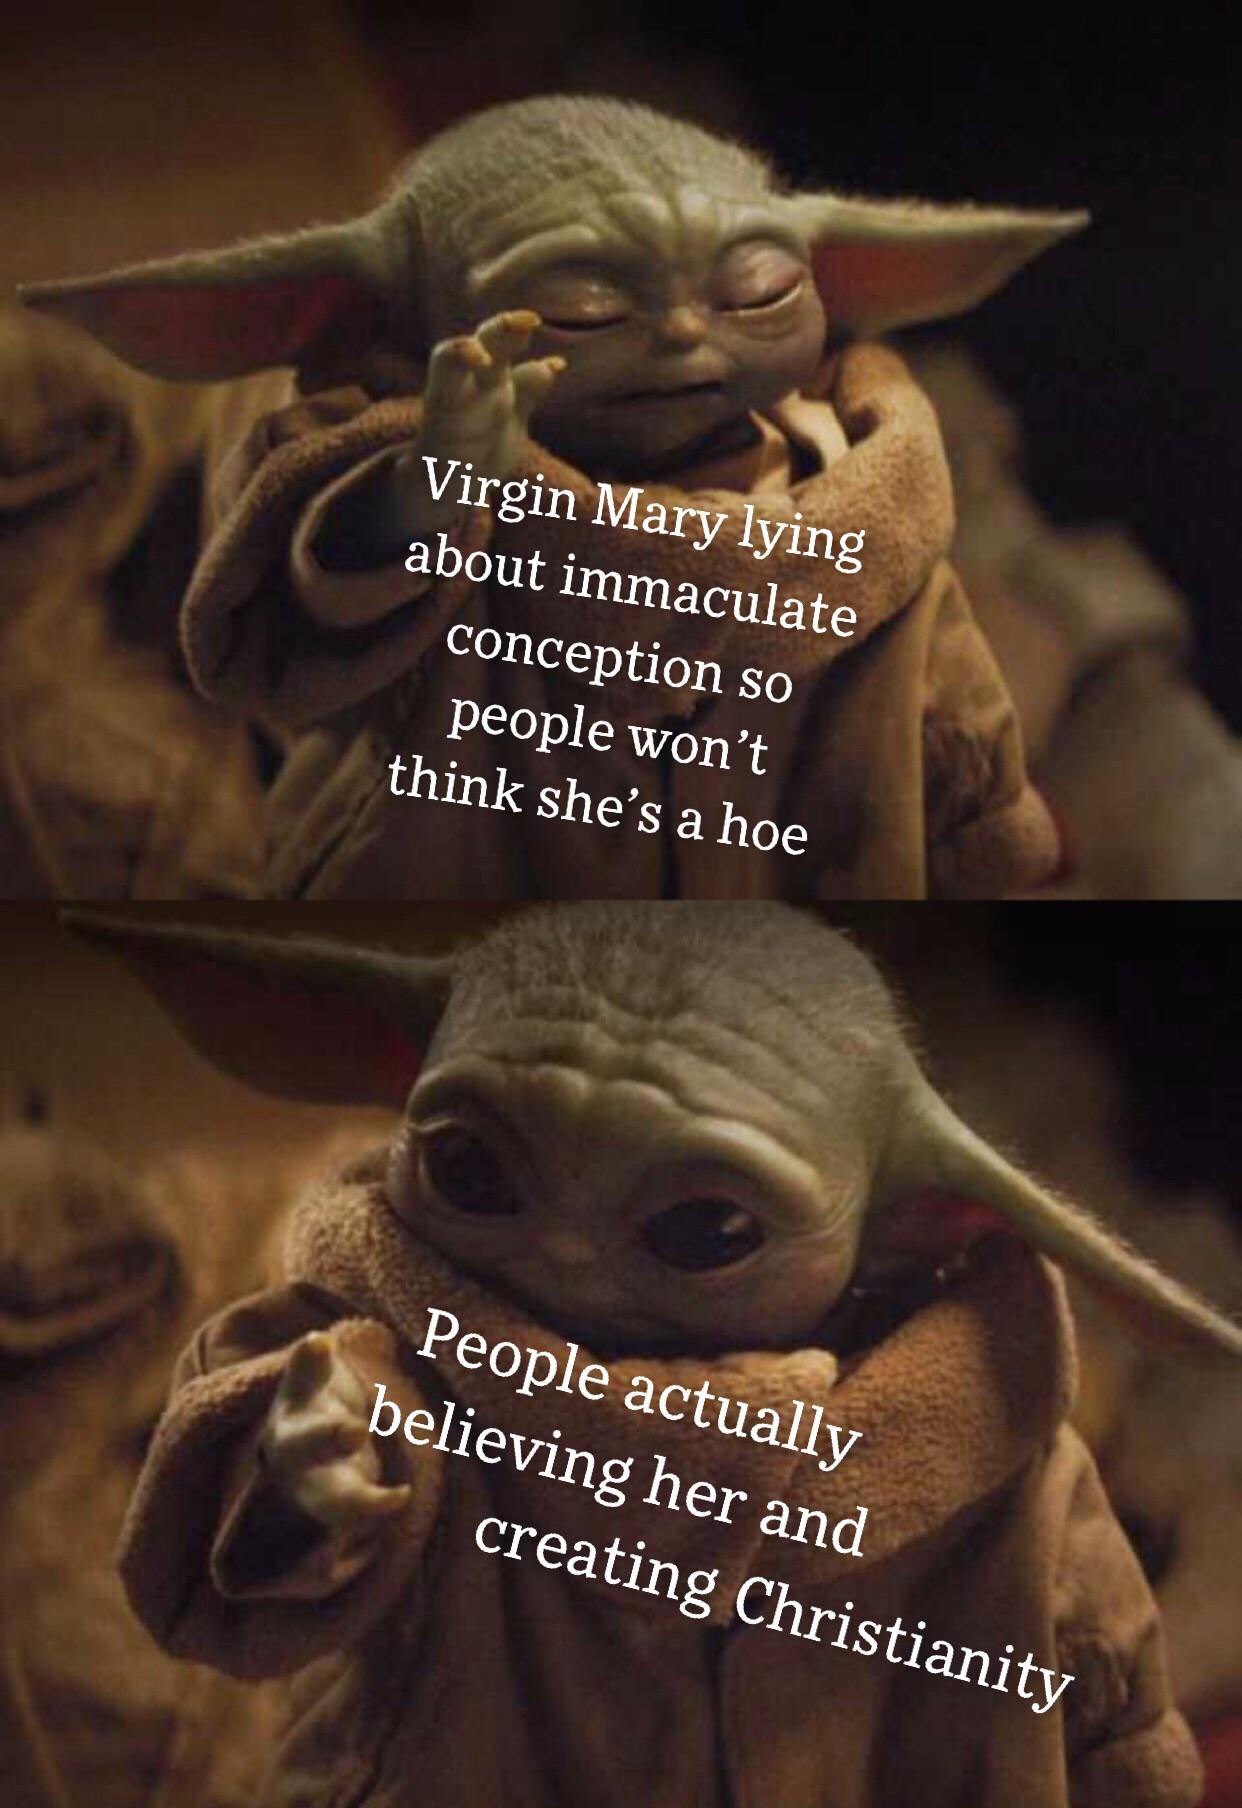 Virgin Mary lying
about immaculate
conception so
people won’t
think she’s a hoe
People actually
believing her and
creating Christianity